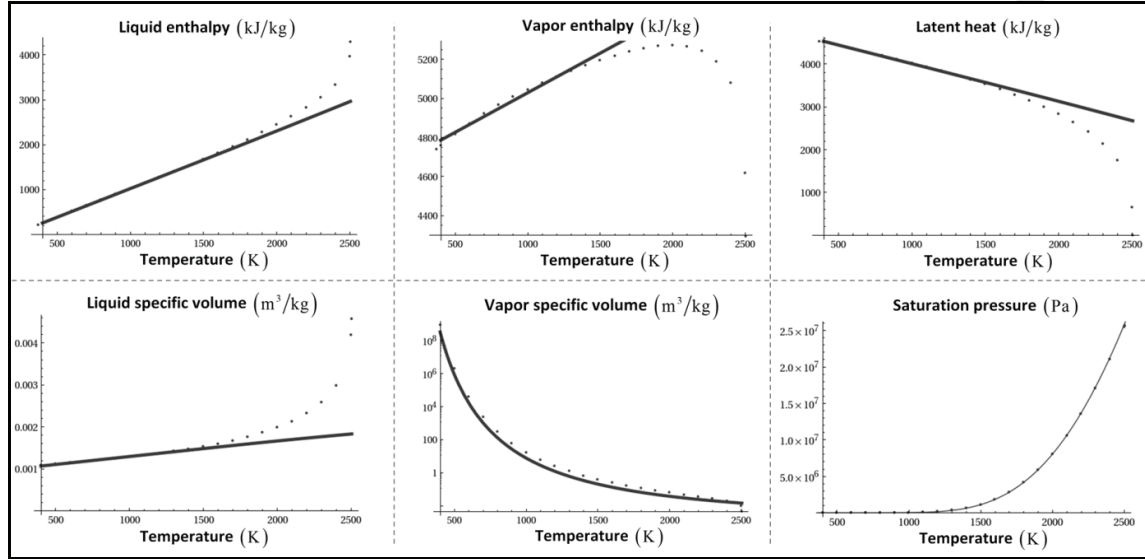 Liquid enthalpy (kJ/kg)
4000
3000
2000
1000
500 1000 1500 2000 2500
Temperature (K)
Vapor enthalpy (kJ/kg)
5200
5000
4800
4600
4400
500 1000 1500 2000 2500
Temperature (K)
Latent heat (kJ/kg)
4000
3000
2000
1000
0
500 1000 1500 2000 2500
Temperature (K)
Liquid specific volume (m³/kg)
0.004
0.003
0.002
0.001
500 1000 1500 2000 2500
Temperature (K)
Vapor specific volume (m³/kg)
10⁸
10⁶
10⁴
100
1
500 1000 1500 2000 2500
Temperature (K)
Saturation pressure (Pa)
2.5×10⁷
2.0×10⁷
1.5×10⁷
1.0×10⁷
5.0×10⁶
500 1000 1500 2000 2500
Temperature (K)